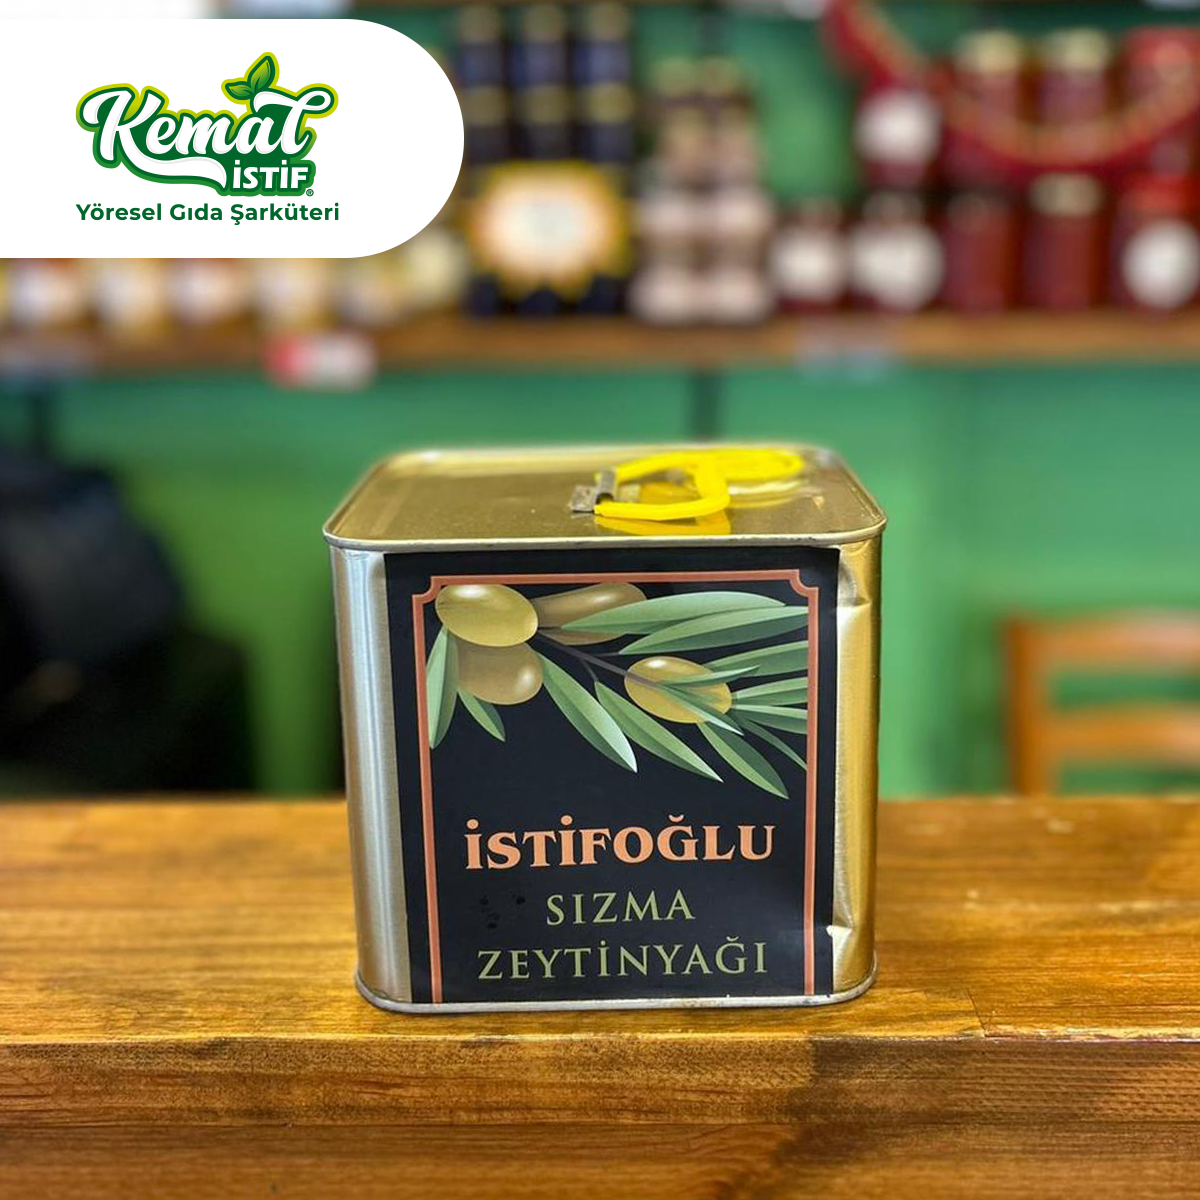 Kemal
İSTİF®
Yöresel Gıda Şarküteri
İSTİFOĞLU
SIZMA
ZEYTİNYAĞI